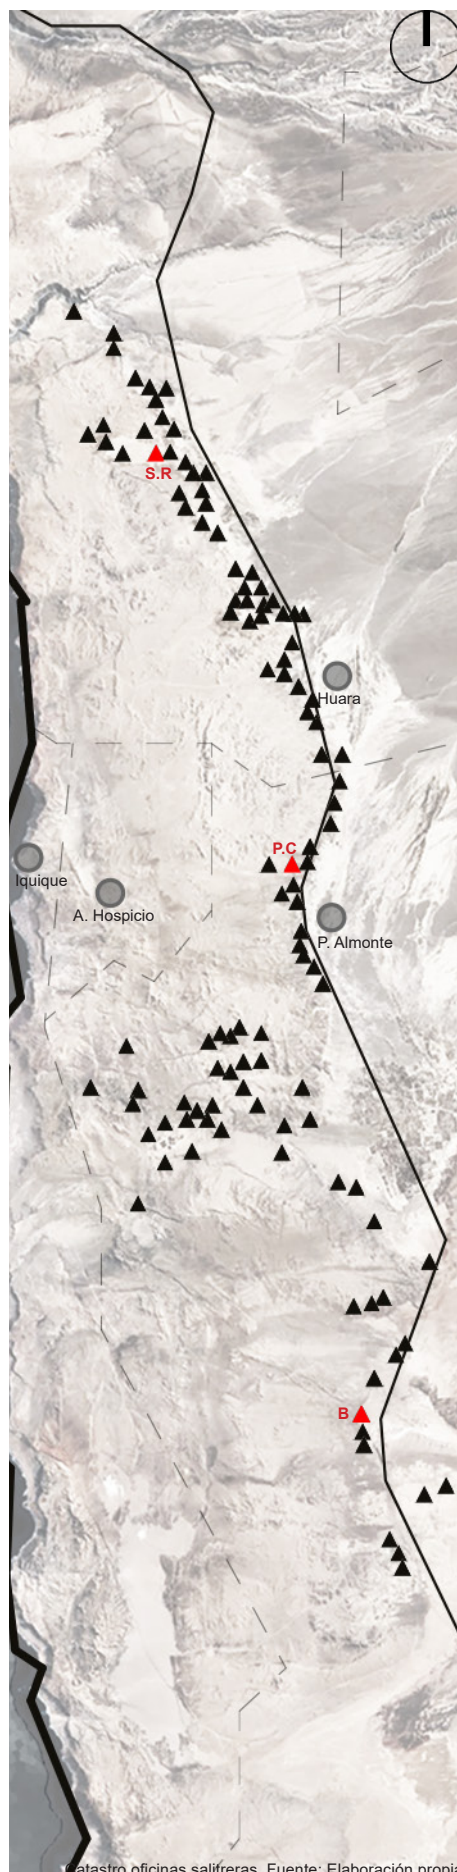 S.R
Huara
P.C
Iquique
A. Hospicio
P. Almonte
B
Catastro oficinas salitreras. Fuente: Elaboración propia